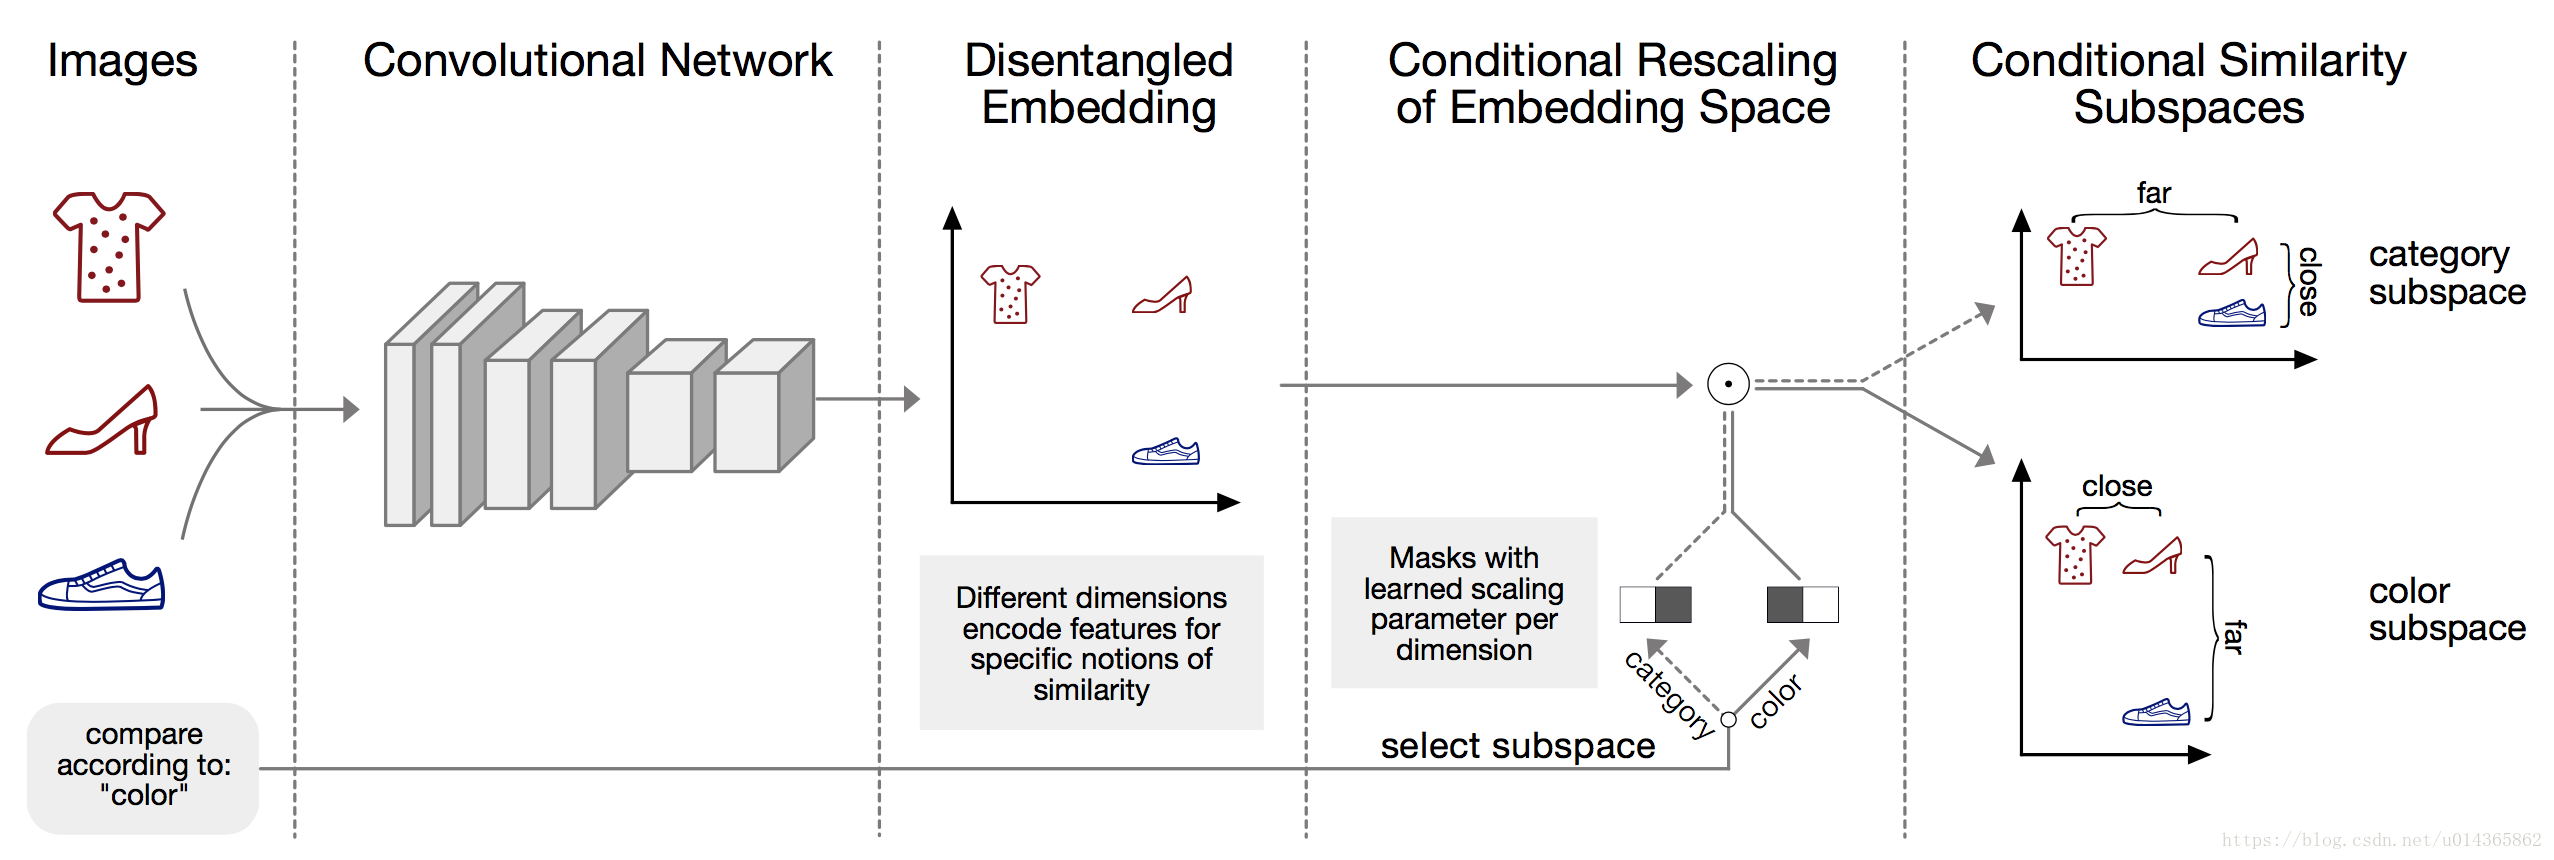 Images
Convolutional Network
Disentangled
Embedding
Conditional Rescaling
of Embedding Space
Conditional Similarity
Subspaces
far
close
category
subspace
close
far
color
subspace
Different dimensions
encode features for
specific notions of
similarity
Masks with
learned scaling
parameter per
dimension
category
color
select subspace
compare
according to:
"color"
https://blog.csdn.net/u014365862